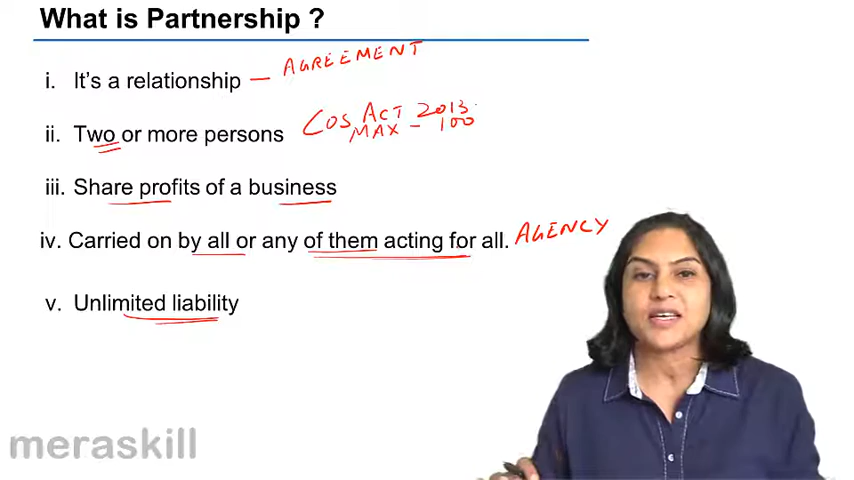 What is Partnership ?
i. It's a relationship — AGREEMENT
ii. Two or more persons COS ACT 2013
MAX - 100
iii. Share profits of a business
iv. Carried on by all or any of them acting for all. AGENCY
v. Unlimited liability
meraskill